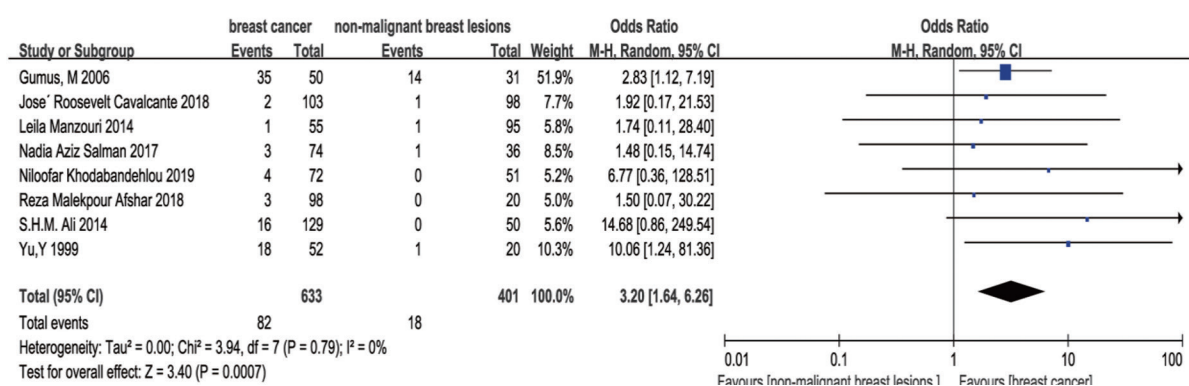 breast cancer non-malignant breast lesions Odds Ratio Odds Ratio
Study or Subgroup Events Total Events Total Weight M-H, Random, 95% CI M-H, Random, 95% CI
Gumus, M 2006 35 50 14 31 51.9% 2.83 [1.12, 7.19]
Jose´ Roosevelt Cavalcante 2018 2 103 1 98 7.7% 1.92 [0.17, 21.53]
Leila Manzouri 2014 1 55 1 95 5.8% 1.74 [0.11, 28.40]
Nadia Aziz Salman 2017 3 74 1 36 8.5% 1.48 [0.15, 14.74]
Niloofar Khodabandehlou 2019 4 72 0 51 5.2% 6.77 [0.36, 128.51]
Reza Malekpour Afshar 2018 3 98 0 20 5.0% 1.50 [0.07, 30.22]
S.H.M. Ali 2014 16 129 0 50 5.6% 14.68 [0.86, 249.54]
Yu,Y 1999 18 52 1 20 10.3% 10.06 [1.24, 81.36]
Total (95% CI) 633 401 100.0% 3.20 [1.64, 6.26]
Total events 82 18
Heterogeneity: Tau² = 0.00; Chi² = 3.94, df = 7 (P = 0.79); I² = 0%
Test for overall effect: Z = 3.40 (P = 0.0007)
0.01 0.1 1 10 100
Favours [non-malignant breast lesions ] Favours [breast cancer]